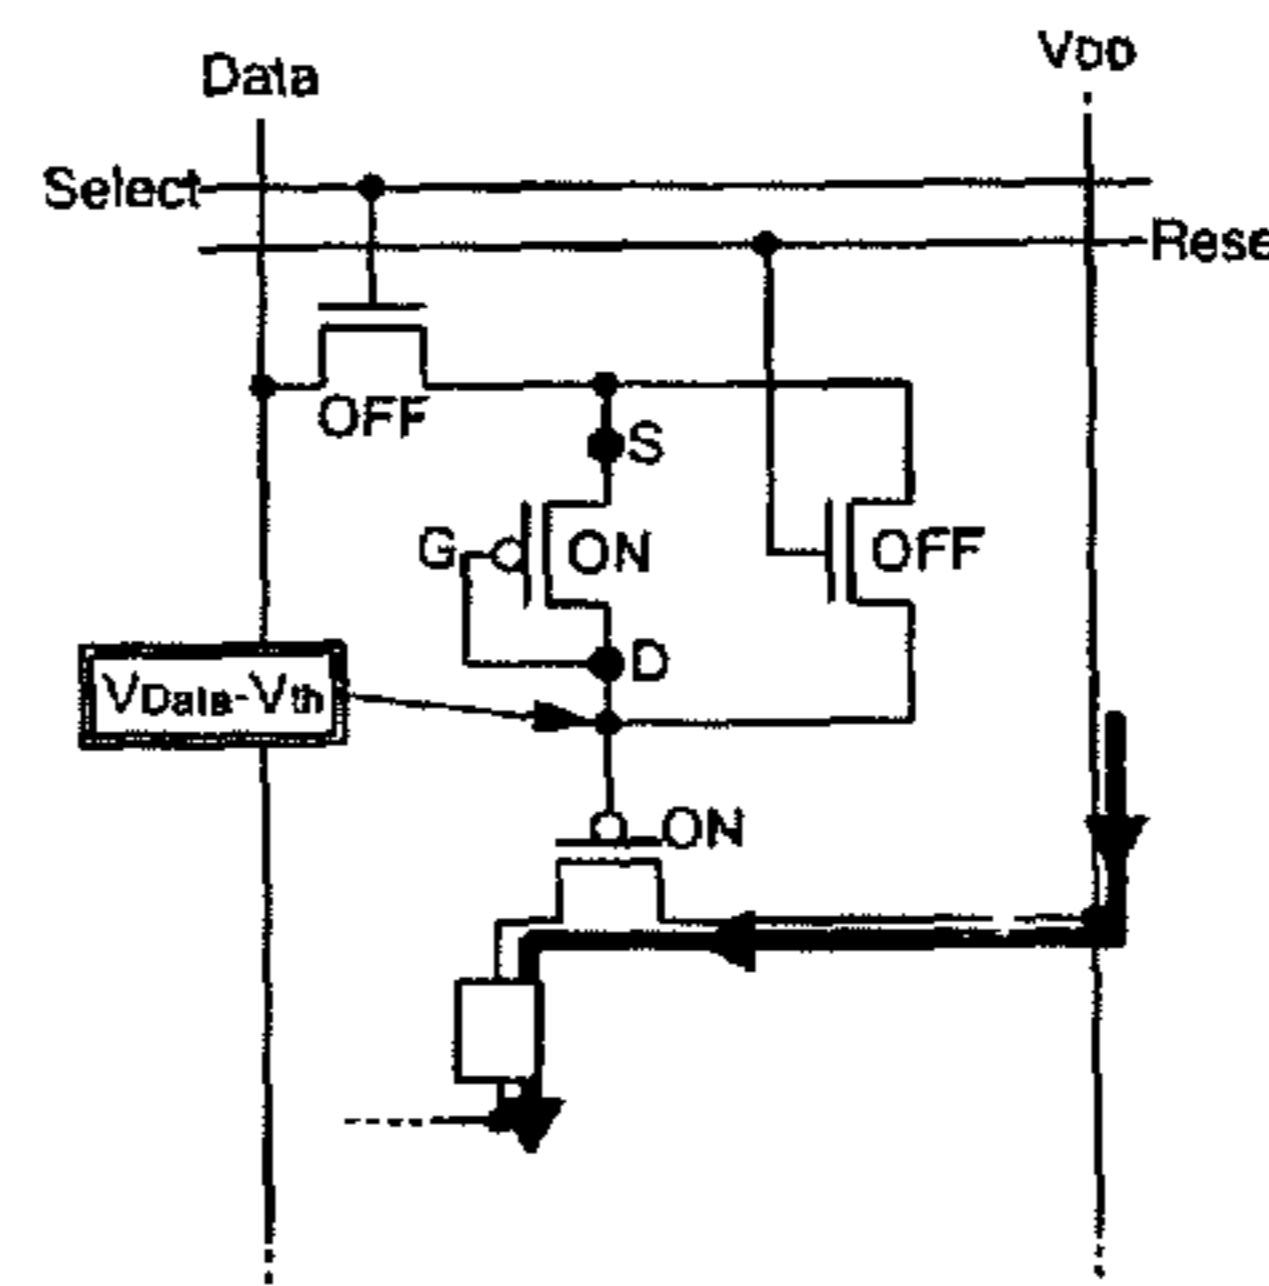 Data
VDD
Select
Rese
OFF
S
G
ON
OFF
D
VData-Vth
ON